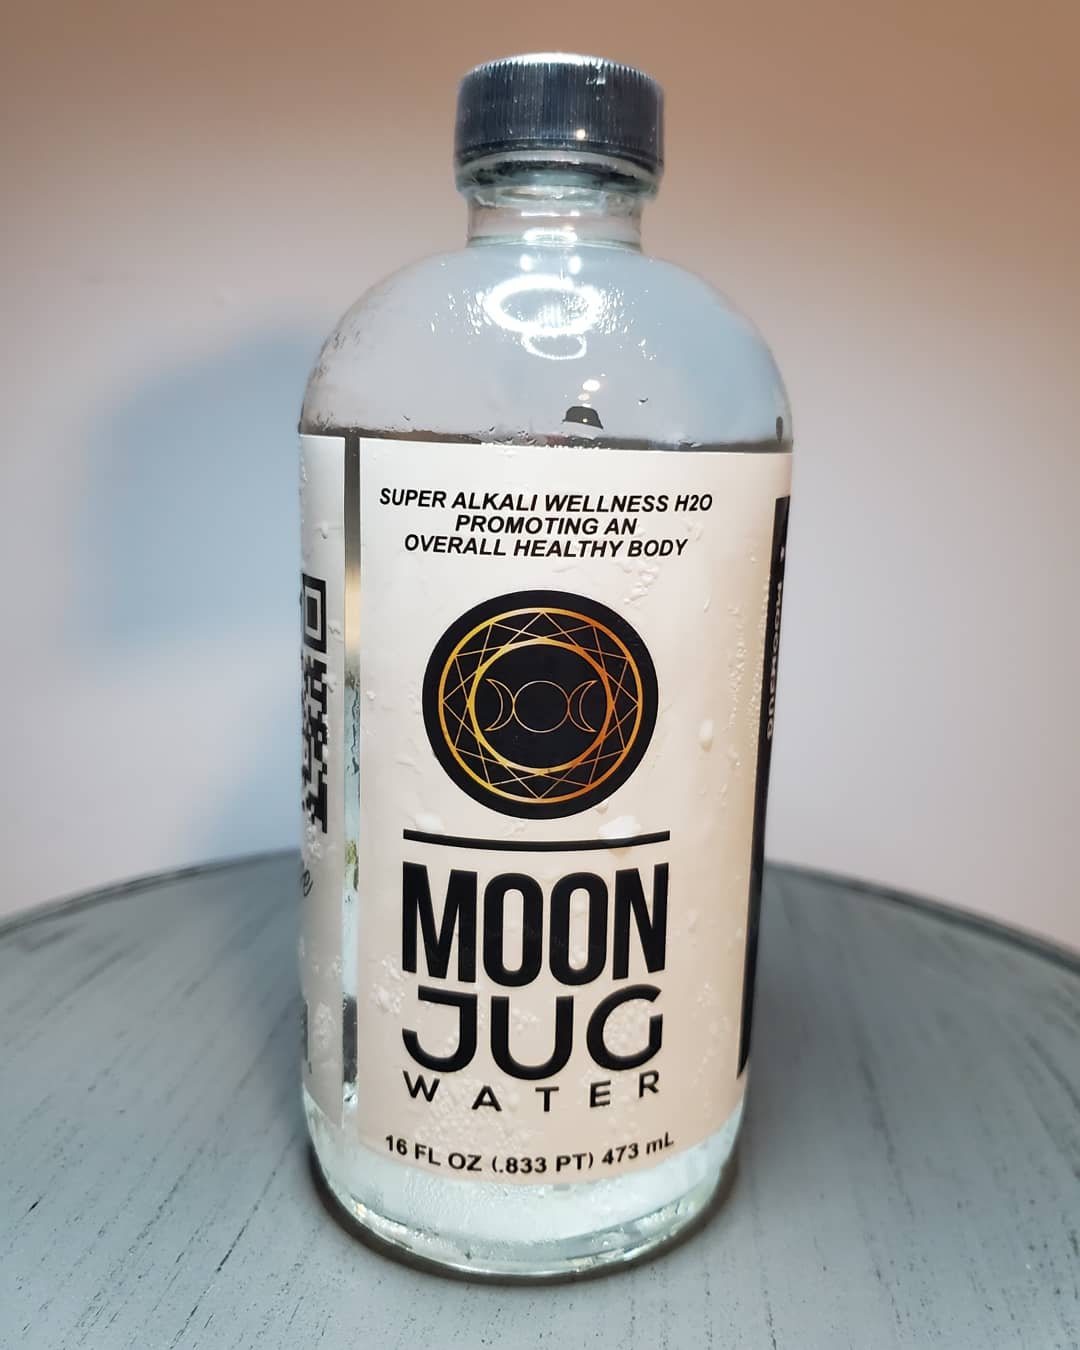 SUPER ALKALI WELLNESS H2O
PROMOTING AN
OVERALL HEALTHY BODY
MOON
JUG
WATER
16 FL OZ (.833 PT) 473 mL